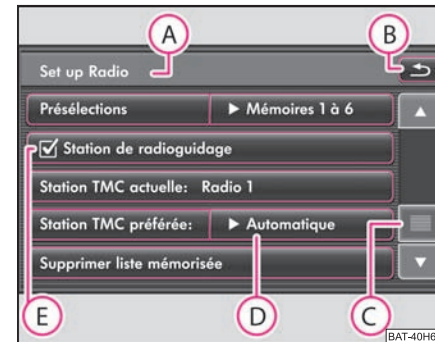 A
B
Set up Radio
Présélections ▶ Mémoires 1 à 6
Station de radioguidage
Station TMC actuelle: Radio 1
Station TMC préférée: ▶ Automatique
Supprimer liste mémorisée
E
D
C
BAT-40H6